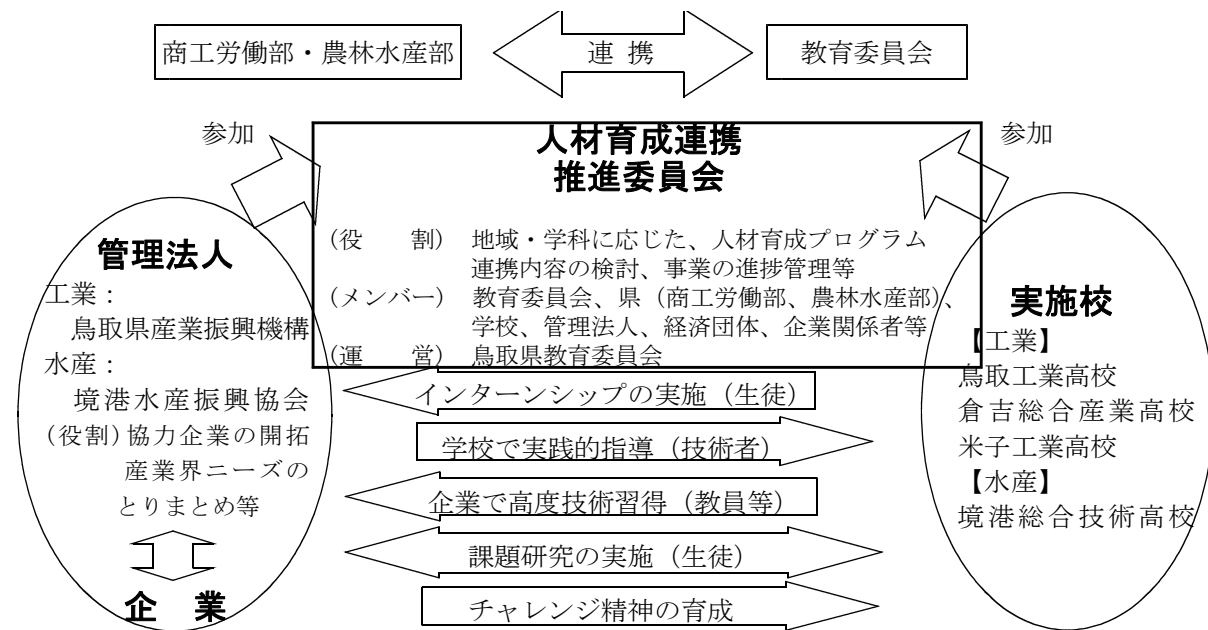 商工労働部・農林水産部
連 携
教育委員会
参加
参加
人材育成連携
推進委員会
(役　　割) 地域・学科に応じた、人材育成プログラム
連携内容の検討、事業の進捗管理等
(メンバー) 教育委員会、県（商工労働部、農林水産部）、
学校、管理法人、経済団体、企業関係者等
(運　　営) 鳥取県教育委員会
管理法人
工業：
鳥取県産業振興機構
水産：
境港水産振興協会
(役割)協力企業の開拓
産業界ニーズの
とりまとめ等
企　業
インターンシップの実施（生徒）
学校で実践的指導（技術者）
企業で高度技術習得（教員等）
課題研究の実施（生徒）
チャレンジ精神の育成
実施校
【工業】
鳥取工業高校
倉吉総合産業高校
米子工業高校
【水産】
境港総合技術高校